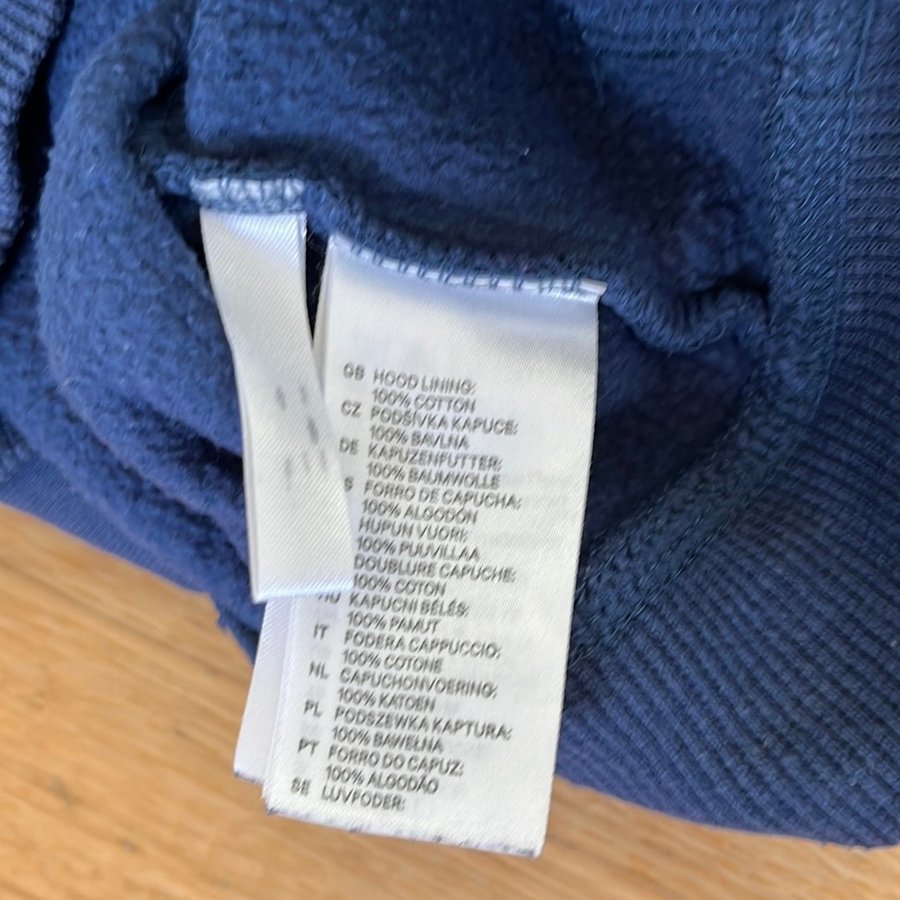 GB HOOD LINING:
100% COTTON
CZ PODŠÍVKA KAPUCE:
100% BAVLNA
DE KAPUZENFUTTER:
100% BAUMWOLLE
S FORRO DE CAPUCHA:
100% ALGODÓN
HUPUN VUORI:
100% PUUVILLAA
DOUBLURE CAPUCHE:
100% COTON
HU KAPUCNI BÉLÉS:
100% PAMUT
IT FODERA CAPPUCCIO:
100% COTONE
NL CAPUCHONVOERING:
100% KATOEN
PL PODSZEWKA KAPTURA:
100% BAWEŁNA
PT FORRO DO CAPUZ:
100% ALGODÃO
SE LUVFODER: